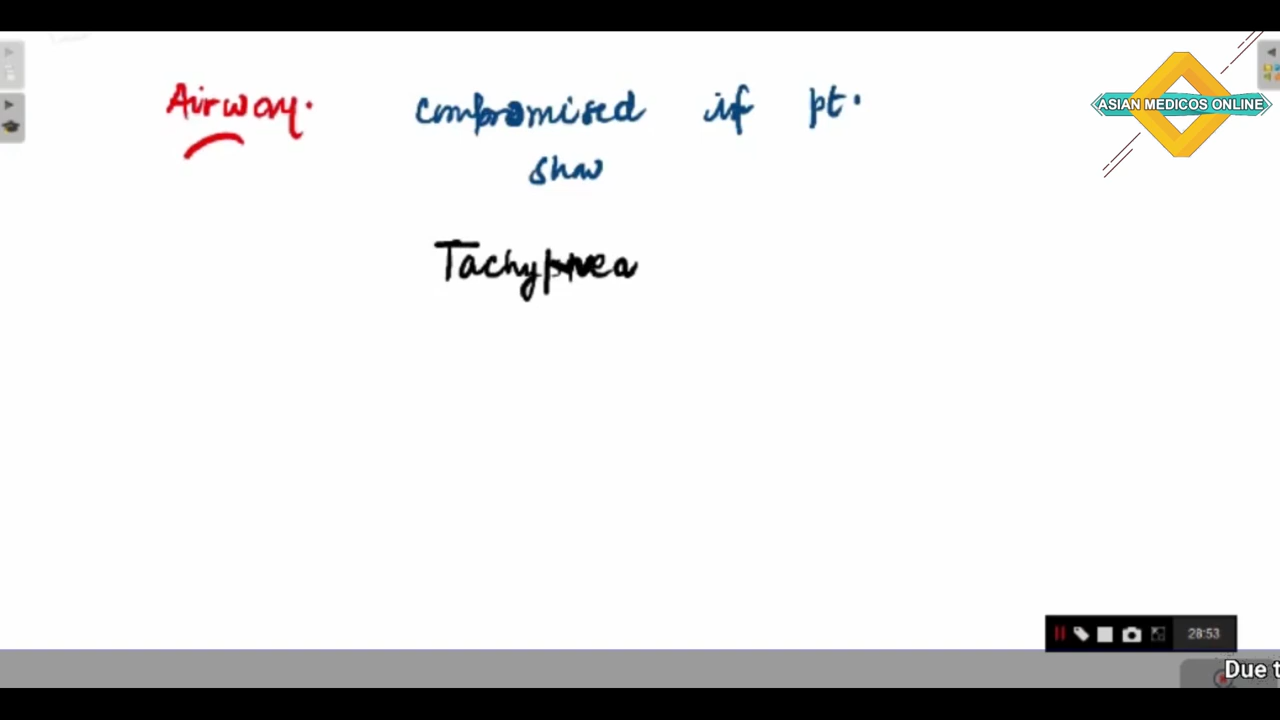 Airway. compromised if pt.
show
Tachypnea
ASIAN MEDICOS ONLINE
28:53
Due t